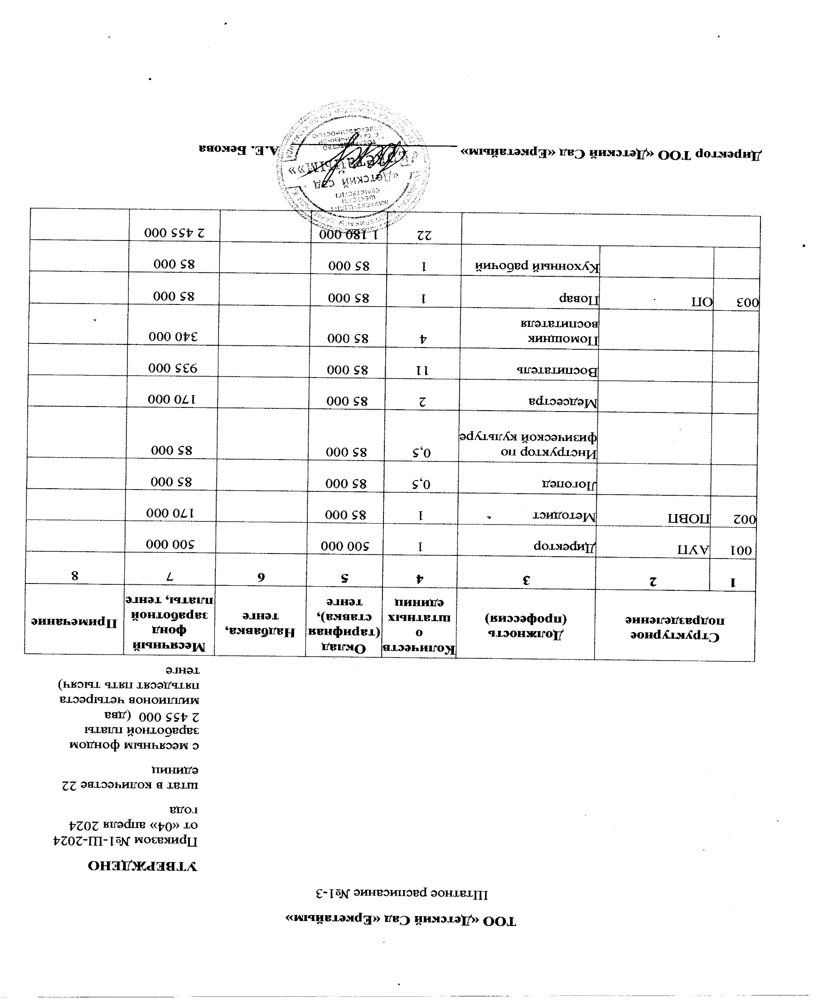 ТОО «Детский Сад «Еркетайым»
Штатное расписание №1-3
УТВЕРЖДЕНО
Приказом №1-Ш-2024
от «04» апреля 2024
года
штат в количестве 22
единиц
с месячным фондом
заработной платы
2 455 000 (два
миллионов четыреста
пятьдесят пять тысяч)
тенге
Структурное подразделение | Должность (профессия) | Количеств о штатных единиц | Оклад (тарифная ставка), тенге | Надбавка, тенге | Месячный фонд заработной платы, тенге | Примечание
1 | 2 | 3 | 4 | 5 | 6 | 7 | 8
001 | АУП | Директор | 1 | 500 000 | | 500 000 |
002 | ПОВП | Методист | 1 | 85 000 | | 170 000 |
| | Логопед | 0,5 | 85 000 | | 85 000 |
| | Инструктор по физической культуре | 0,5 | 85 000 | | 85 000 |
| | Медсестра | 2 | 85 000 | | 170 000 |
| | Воспитатель | 11 | 85 000 | | 935 000 |
| | Помощник воспитателя | 4 | 85 000 | | 340 000 |
003 | ОП | Повар | 1 | 85 000 | | 85 000 |
| | Кухонный рабочий | 1 | 85 000 | | 85 000 |
| 22 | 1 180 000 | | 2 455 000 |
Директор ТОО «Детский Сад «Еркетайым» А.Е. Бекова
ЖАУАПКЕРШІЛІГІ
ШЕКТЕУЛІ
СЕРІКТЕСТІГІ
«Детский сад
«Еркетайым»»
ТОВАРИЩЕСТВО
С ОГРАНИЧЕННОЙ
ОТВЕТСТВЕННОСТЬЮ